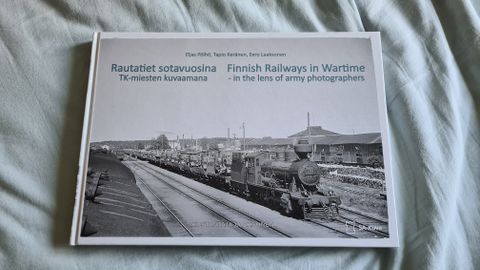 Eljas Pölhö, Tapio Keränen, Eero Laaksonen
Rautatiet sotavuosina
TK-miesten kuvaamana
Finnish Railways in Wartime
- in the lens of army photographers